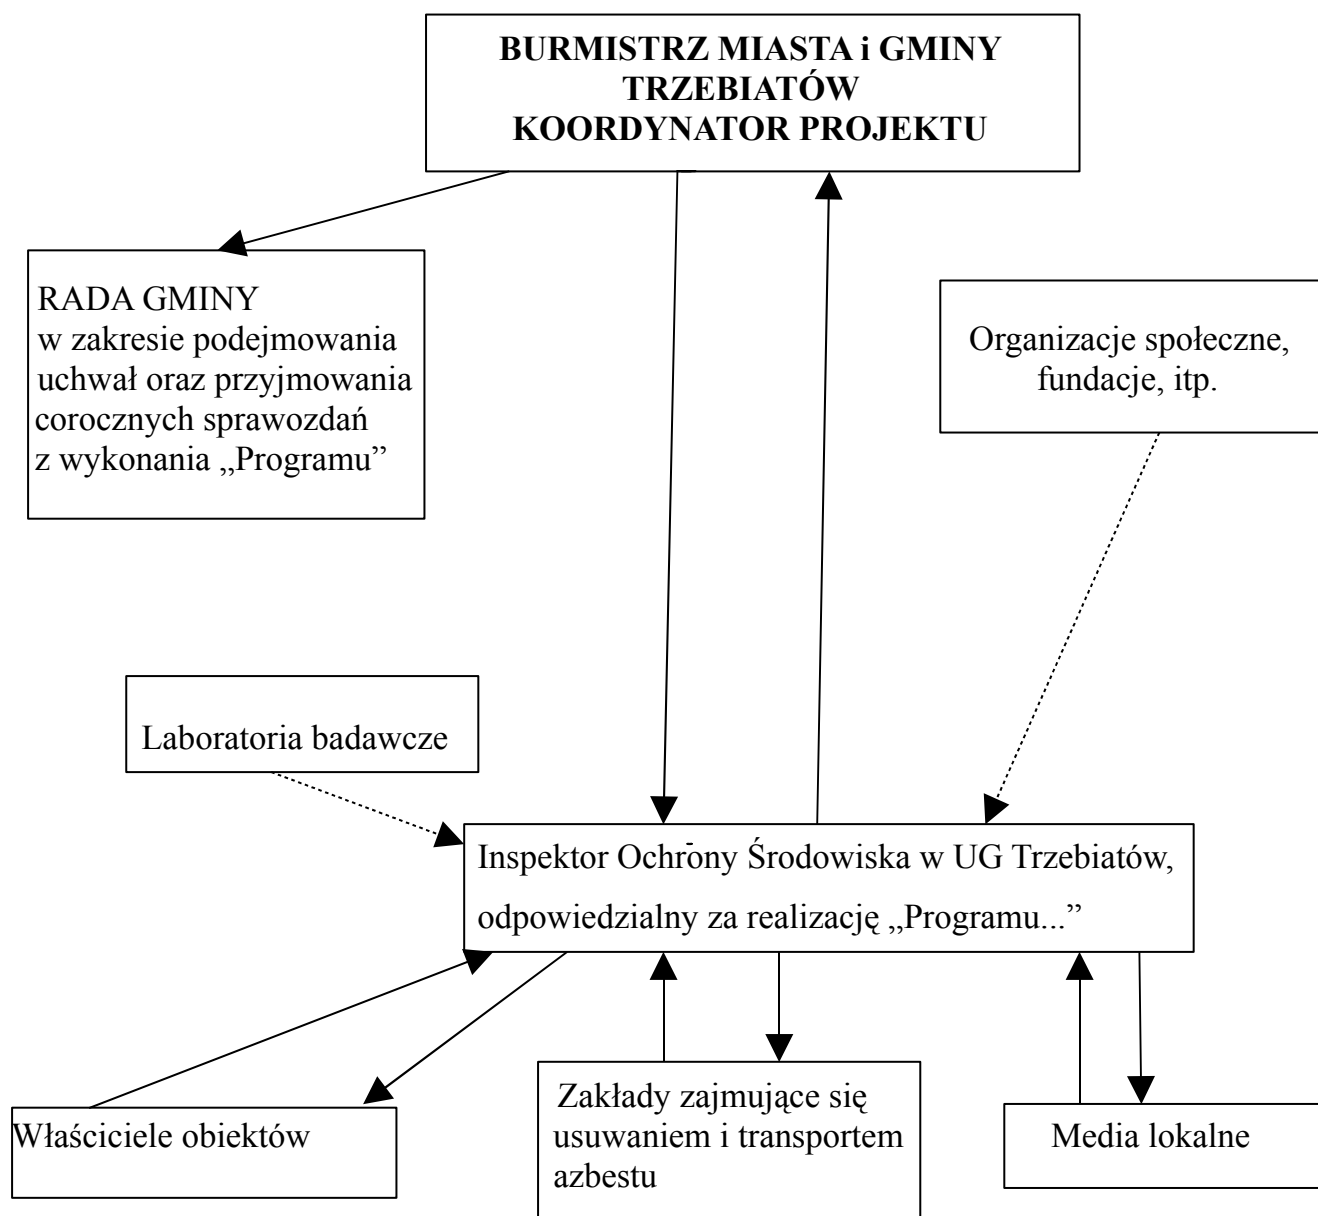 BURMISTRZ MIASTA i GMINY
TRZEBIATÓW
KOORDYNATOR PROJEKTU
RADA GMINY
w zakresie podejmowania
uchwał oraz przyjmowania
corocznych sprawozdań
z wykonania „Programu”
Organizacje społeczne,
fundacje, itp.
Laboratoria badawcze
Inspektor Ochrony Środowiska w UG Trzebiatów,
odpowiedzialny za realizację „Programu...”
Właściciele obiektów
Zakłady zajmujące się
usuwaniem i transportem
azbestu
Media lokalne